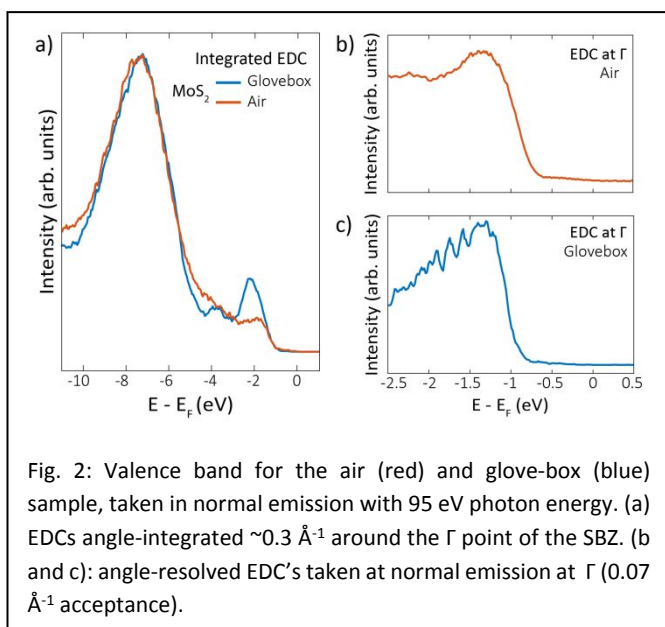 a)
Integrated EDC
MoS2
Glovebox
Air
Intensity (arb. units)
-10 -8 -6 -4 -2 0
E - EF (eV)
b)
EDC at Γ
Air
Intensity (arb. units)
c)
EDC at Γ
Glovebox
Intensity (arb. units)
-2.5 -2 -1.5 -1 -0.5 0 0.5
E - EF (eV)
Fig. 2: Valence band for the air (red) and glove-box (blue)
sample, taken in normal emission with 95 eV photon energy. (a)
EDCs angle-integrated ~0.3 Å-1 around the Γ point of the SBZ. (b
and c): angle-resolved EDC’s taken at normal emission at Γ (0.07
Å-1 acceptance).